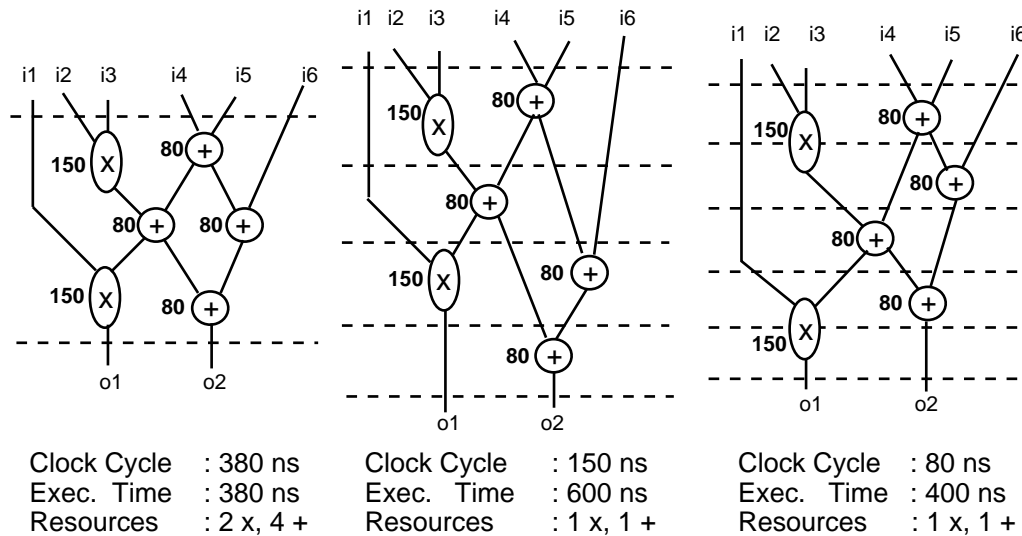 i1 i2 i3 i4 i5 i6
150 x 80 +
80 + 80 +
150 x 80 +
o1 o2
Clock Cycle : 380 ns
Exec. Time : 380 ns
Resources : 2 x, 4 +
i1 i2 i3 i4 i5 i6
150 x 80 +
80 +
150 x 80 +
80 +
o1 o2
Clock Cycle : 150 ns
Exec. Time : 600 ns
Resources : 1 x, 1 +
i1 i2 i3 i4 i5 i6
150 x 80 +
80 +
80 +
80 +
150 x
o1 o2
Clock Cycle : 80 ns
Exec. Time : 400 ns
Resources : 1 x, 1 +